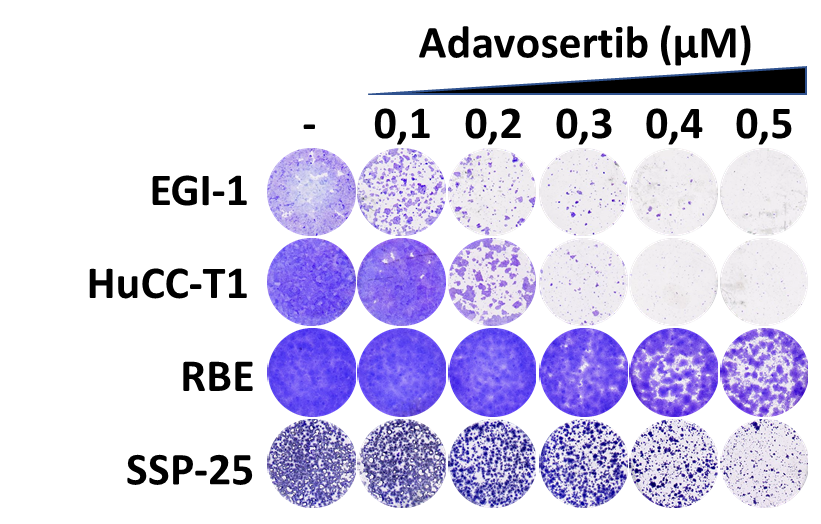 Adavosertib (µM)
- 0,1 0,2 0,3 0,4 0,5
EGI-1
HuCC-T1
RBE
SSP-25